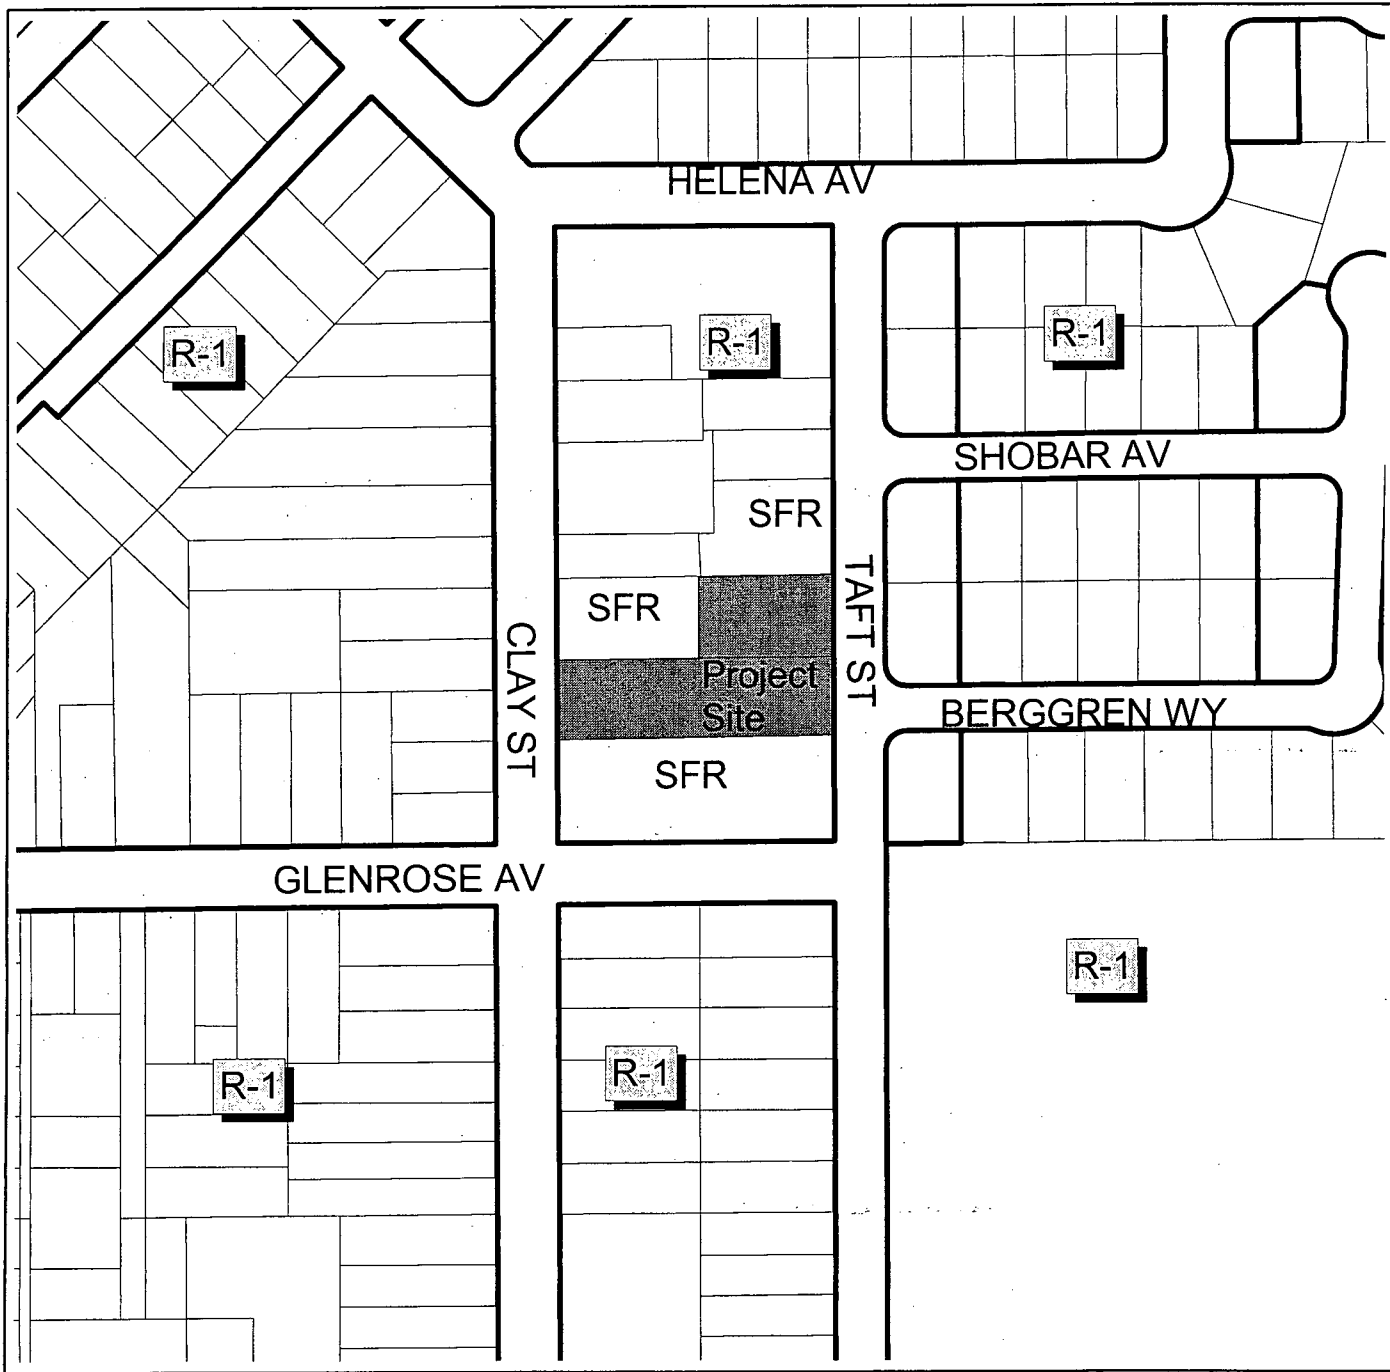 HELENA AV
R-1
R-1
R-1
SHOBAR AV
SFR
TAFT ST
SFR
CLAY ST
Project
Site
BERGGREN WY
SFR
GLENROSE AV
R-1
R-1
R-1